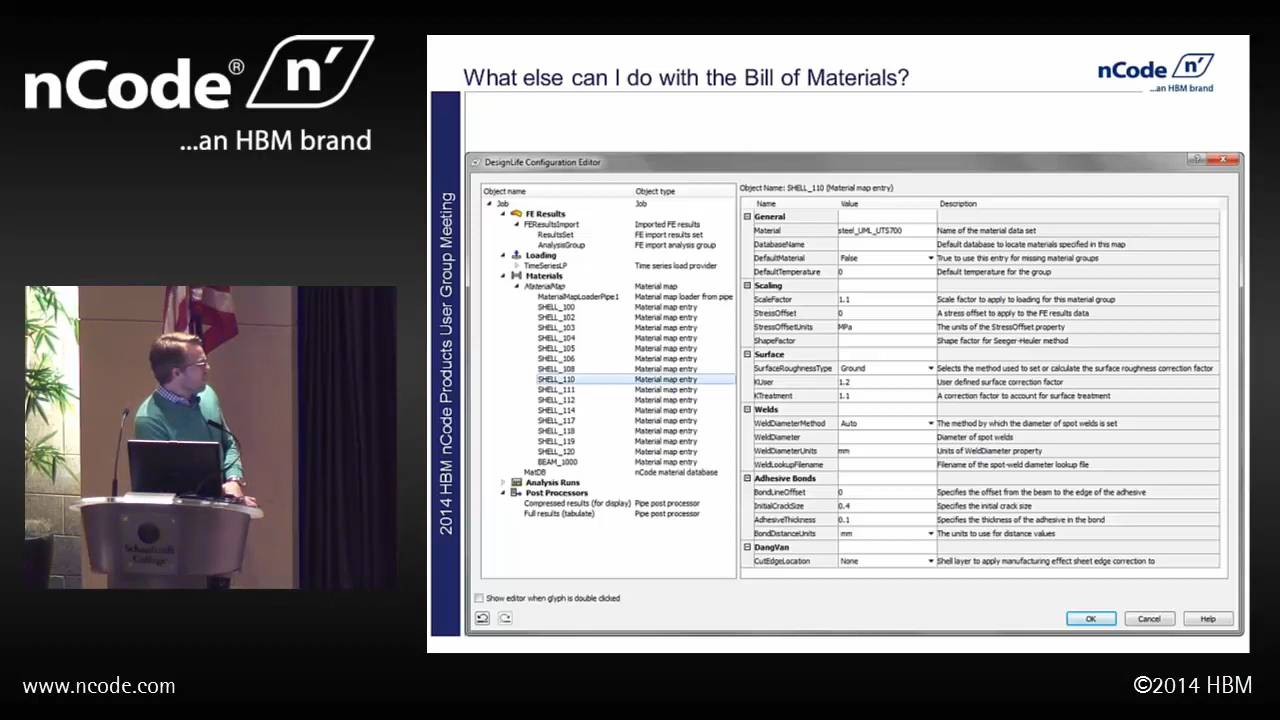 nCode® n'
...an HBM brand
What else can I do with the Bill of Materials?
nCode n'
...an HBM brand
2014 HBM nCode Products User Group Meeting
DesignLife Configuration Editor
Object name Object type
Job Job
FE Results
FEResultsImport Imported FE results
ResultsSet FE import results set
AnalysisGroup FE import analysis group
Loading
TimeSeriesLP Time series load provider
Materials
MaterialMap Material map
MaterialMapLoaderPipe1 Material map loader from pipe
SHELL_100 Material map entry
SHELL_102 Material map entry
SHELL_103 Material map entry
SHELL_104 Material map entry
SHELL_105 Material map entry
SHELL_106 Material map entry
SHELL_108 Material map entry
SHELL_110 Material map entry
SHELL_111 Material map entry
SHELL_112 Material map entry
SHELL_114 Material map entry
SHELL_117 Material map entry
SHELL_118 Material map entry
SHELL_119 Material map entry
SHELL_120 Material map entry
BEAM_1000 Material map entry
MatDB nCode material database
Analysis Runs
Post Processors
Compressed results (for display) Pipe post processor
Full results (tabulate) Pipe post processor
Object Name: SHELL_110 (Material map entry)
Name Value Description
General
Material steel_UML_UTS700 Name of the material data set
DatabaseName Default database to locate materials specified in this map
DefaultMaterial False True to use this entry for missing material groups
DefaultTemperature 0 Default temperature for the group
Scaling
ScaleFactor 1.1 Scale factor to apply to loading for this material group
StressOffset 0 A stress offset to apply to the FE results data
StressOffsetUnits MPa The units of the StressOffset property
ShapeFactor Shape factor for Seeger-Heuler method
Surface
SurfaceRoughnessType Ground Selects the method used to set or calculate the surface roughness correction factor
KUser 1.2 User defined surface correction factor
KTreatment 1.1 A correction factor to account for surface treatment
Welds
WeldDiameterMethod Auto The method by which the diameter of spot welds is set
WeldDiameter Diameter of spot welds
WeldDiameterUnits mm Units of WeldDiameter property
WeldLookupFilename Filename of the spot-weld diameter lookup file
Adhesive Bonds
BondLineOffset 0 Specifies the offset from the beam to the edge of the adhesive
InitialCrackSize 0.4 Specifies the initial crack size
AdhesiveThickness 0.1 Specifies the thickness of the adhesive in the bond
BondDistanceUnits mm The units to use for distance values
DangVan
CutEdgeLocation None Shell layer to apply manufacturing effect sheet edge correction to
Show editor when glyph is double clicked
OK Cancel Help
Schoolcraft
College
www.ncode.com
©2014 HBM